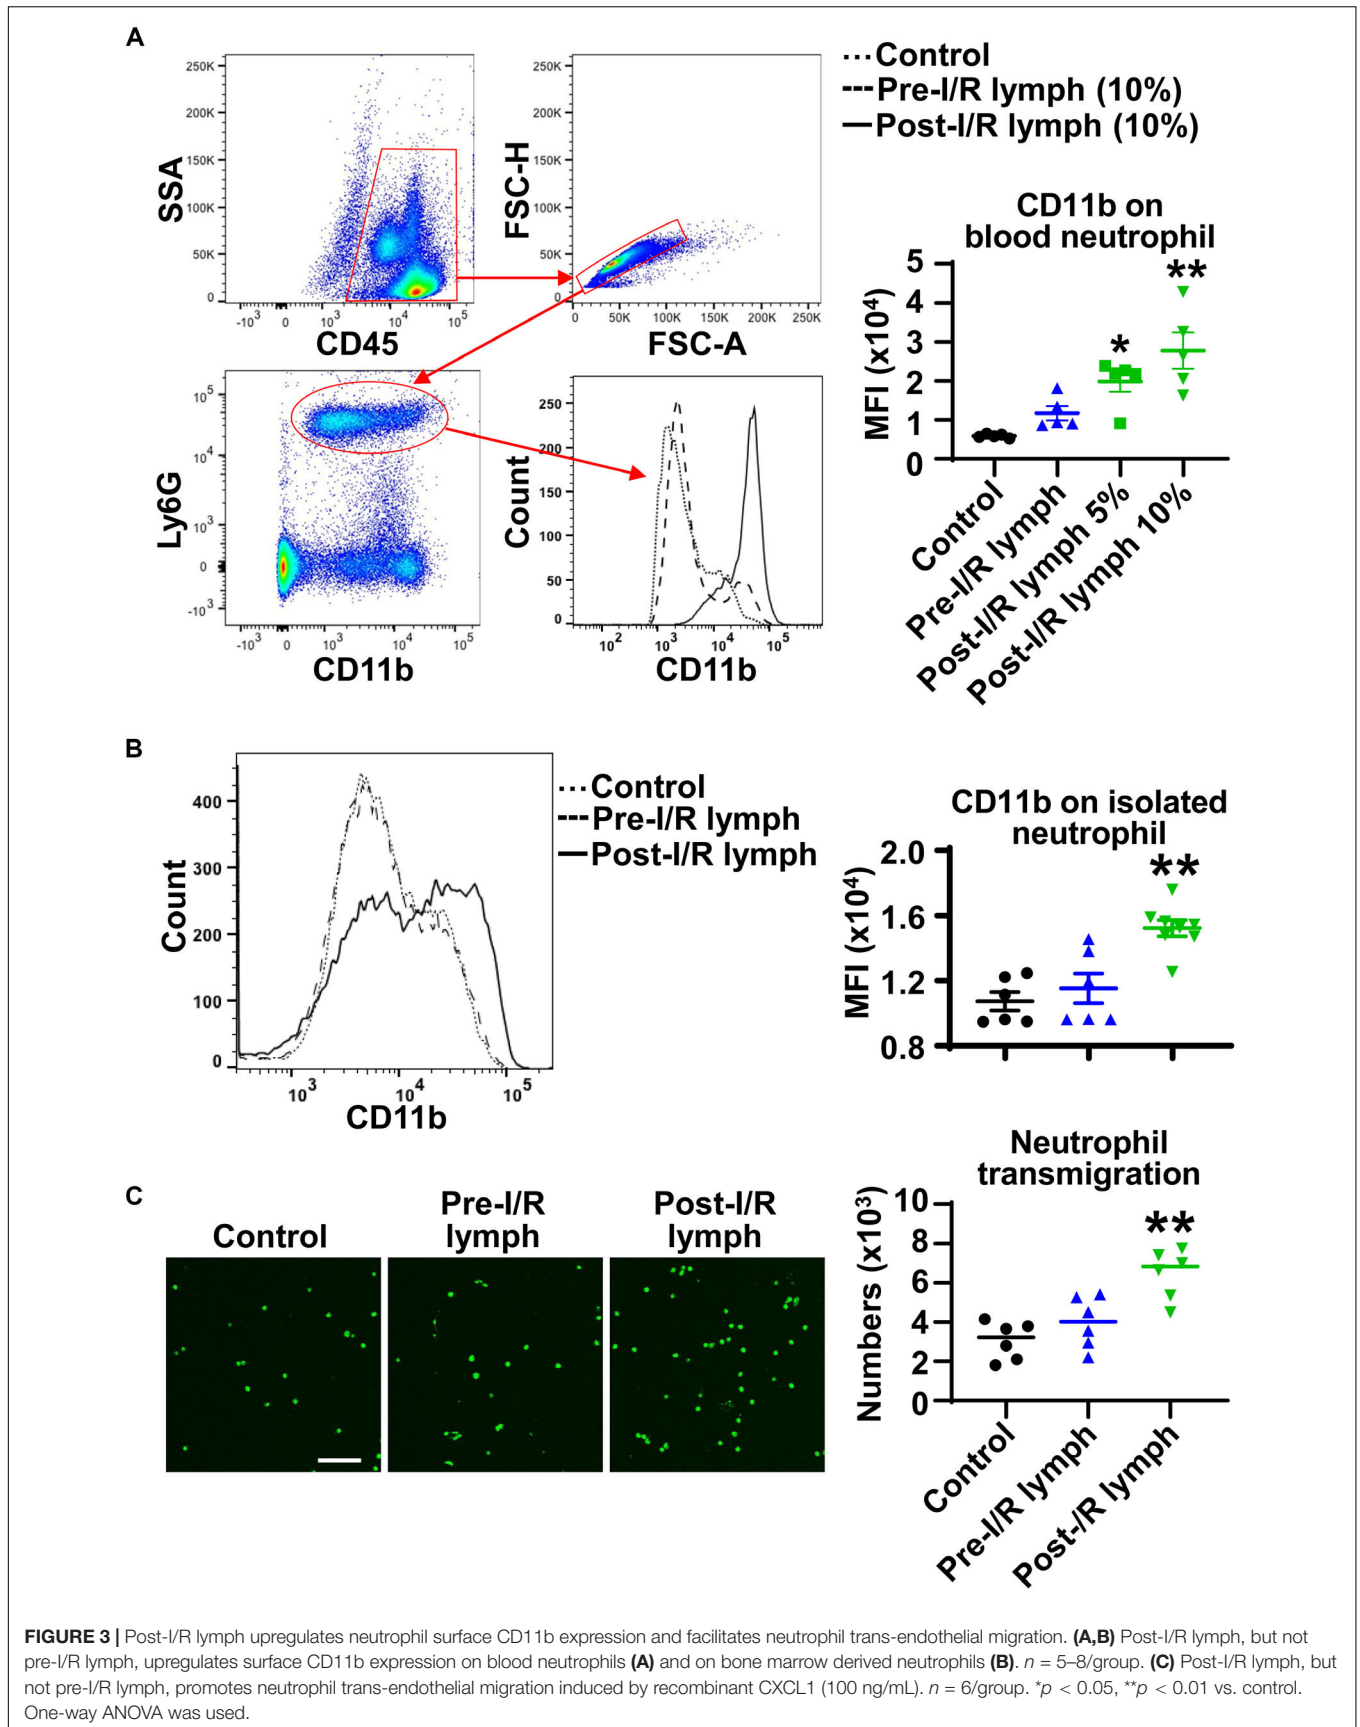 A
250K
200K
150K
100K
50K
0
SSA
-10³ 0 10³ 10⁴ 10⁵
CD45
250K
200K
150K
100K
50K
0
FSC-H
0 50K 100K 150K 200K 250K
FSC-A
Control
Pre-I/R lymph (10%)
Post-I/R lymph (10%)
10⁵
10⁴
10³
0
-10³
Ly6G
-10³ 0 10³ 10⁴ 10⁵
CD11b
250
200
150
100
50
0
Count
10² 10³ 10⁴ 10⁵
CD11b
CD11b on
blood neutrophil
5
4
3
2
1
0
MFI (x10⁴)
*
**
Control
Pre-I/R lymph
Post-I/R lymph 5%
Post-I/R lymph 10%
B
400
300
200
100
0
Count
10³ 10⁴ 10⁵
CD11b
Control
Pre-I/R lymph
Post-I/R lymph
CD11b on isolated
neutrophil
2.0
1.6
1.2
0.8
MFI (x10⁴)
**
C
Control
Pre-I/R
lymph
Post-I/R
lymph
Neutrophil
transmigration
10
8
6
4
2
0
Numbers (x10³)
**
Control
Pre-I/R lymph
Post-/R lymph
FIGURE 3 | Post-I/R lymph upregulates neutrophil surface CD11b expression and facilitates neutrophil trans-endothelial migration. (A,B) Post-I/R lymph, but not
pre-I/R lymph, upregulates surface CD11b expression on blood neutrophils (A) and on bone marrow derived neutrophils (B). n = 5–8/group. (C) Post-I/R lymph, but
not pre-I/R lymph, promotes neutrophil trans-endothelial migration induced by recombinant CXCL1 (100 ng/mL). n = 6/group. *p < 0.05, **p < 0.01 vs. control.
One-way ANOVA was used.